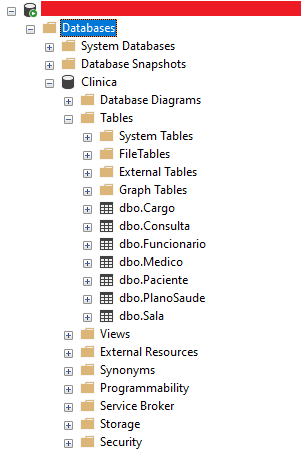 Databases
System Databases
Database Snapshots
Clinica
Database Diagrams
Tables
System Tables
FileTables
External Tables
Graph Tables
dbo.Cargo
dbo.Consulta
dbo.Funcionario
dbo.Medico
dbo.Paciente
dbo.PlanoSaude
dbo.Sala
Views
External Resources
Synonyms
Programmability
Service Broker
Storage
Security